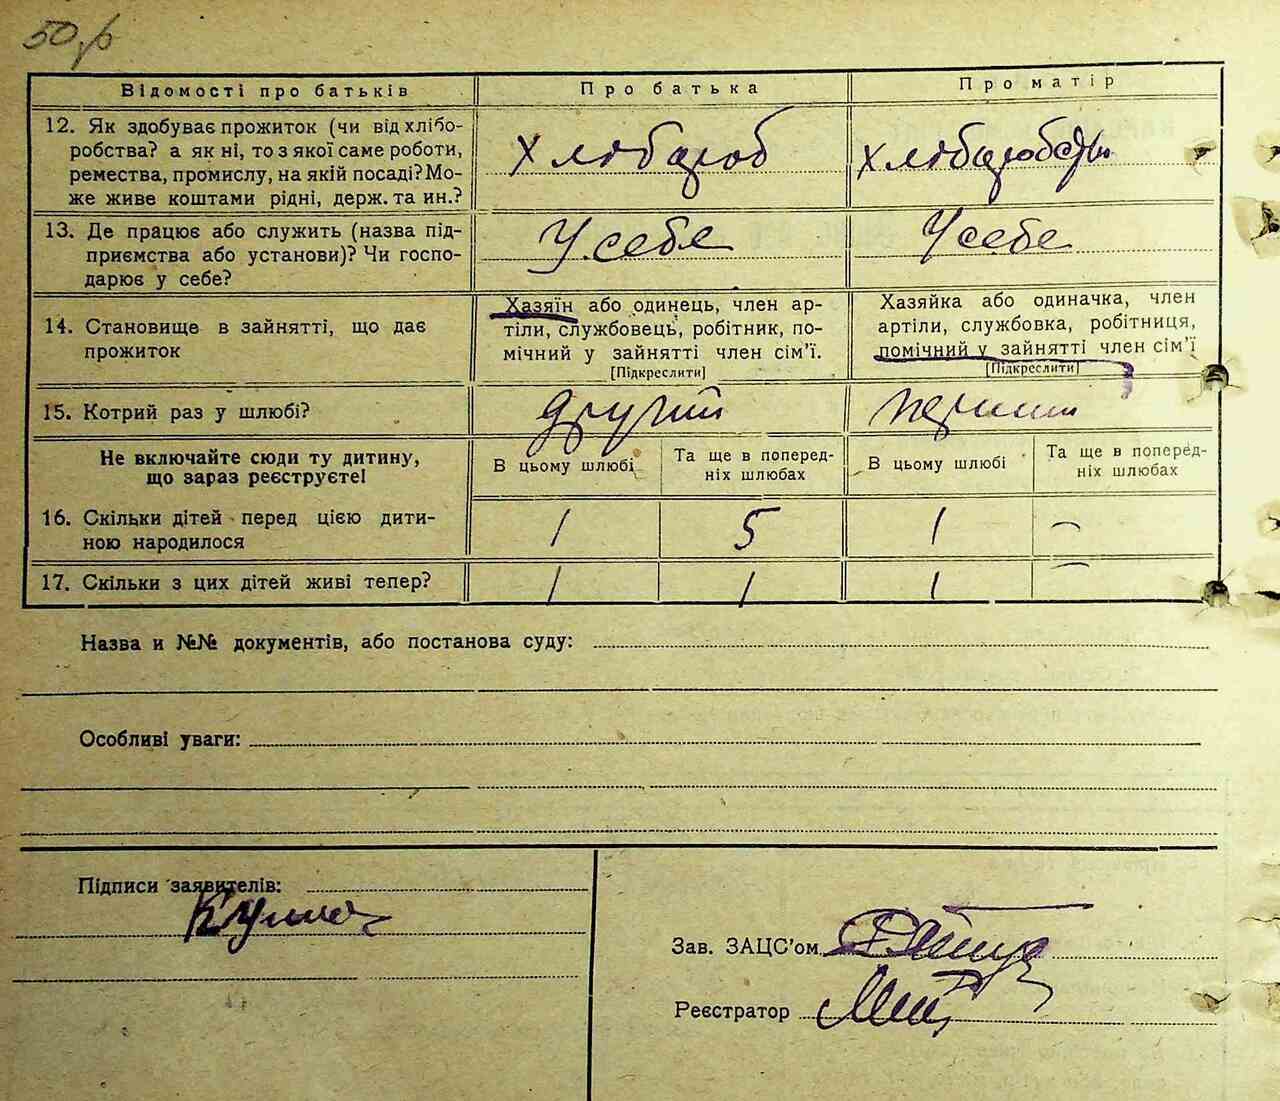 50
Відомості про батьків
Про батька
Про матір
12. Як здобуває прожиток (чи від хлібо-
робства? а як ні, то з якої саме роботи,
ремества, промислу, на якій посаді? Мо-
же живе коштами рідні, держ. та ин.?
Хлібороб
13. Де працює або служить (назва під-
приємства або установи)? Чи госпо-
дарює у себе?
У себе
У себе
14. Становище в зайнятті, що дає
прожиток
Хазяїн або одинець, член ар-
тіли, службовець, робітник, по-
мічний у зайнятті член сім'ї.
[Підкреслити]
Хазяйка або одиначка, член
артіли, службовка, робітниця,
помічний у зайнятті член сім'ї
[Підкреслити]
15. Котрий раз у шлюбі?
другий
первий
Не включайте сюди ту дитину,
що зараз реєструєте!
В цьому шлюбі
Та ще в поперед-
ніх шлюбах
В цьому шлюбі
Та ще в поперед-
ніх шлюбах
16. Скільки дітей перед цією дити-
ною народилося
1
5
1
—
17. Скільки з цих дітей живі тепер?
1
1
1
—
Назва и №№ документів, або постанова суду:
Особливі уваги:
Підписи заявителів:
Зав. ЗАЦС'ом
Реєстратор